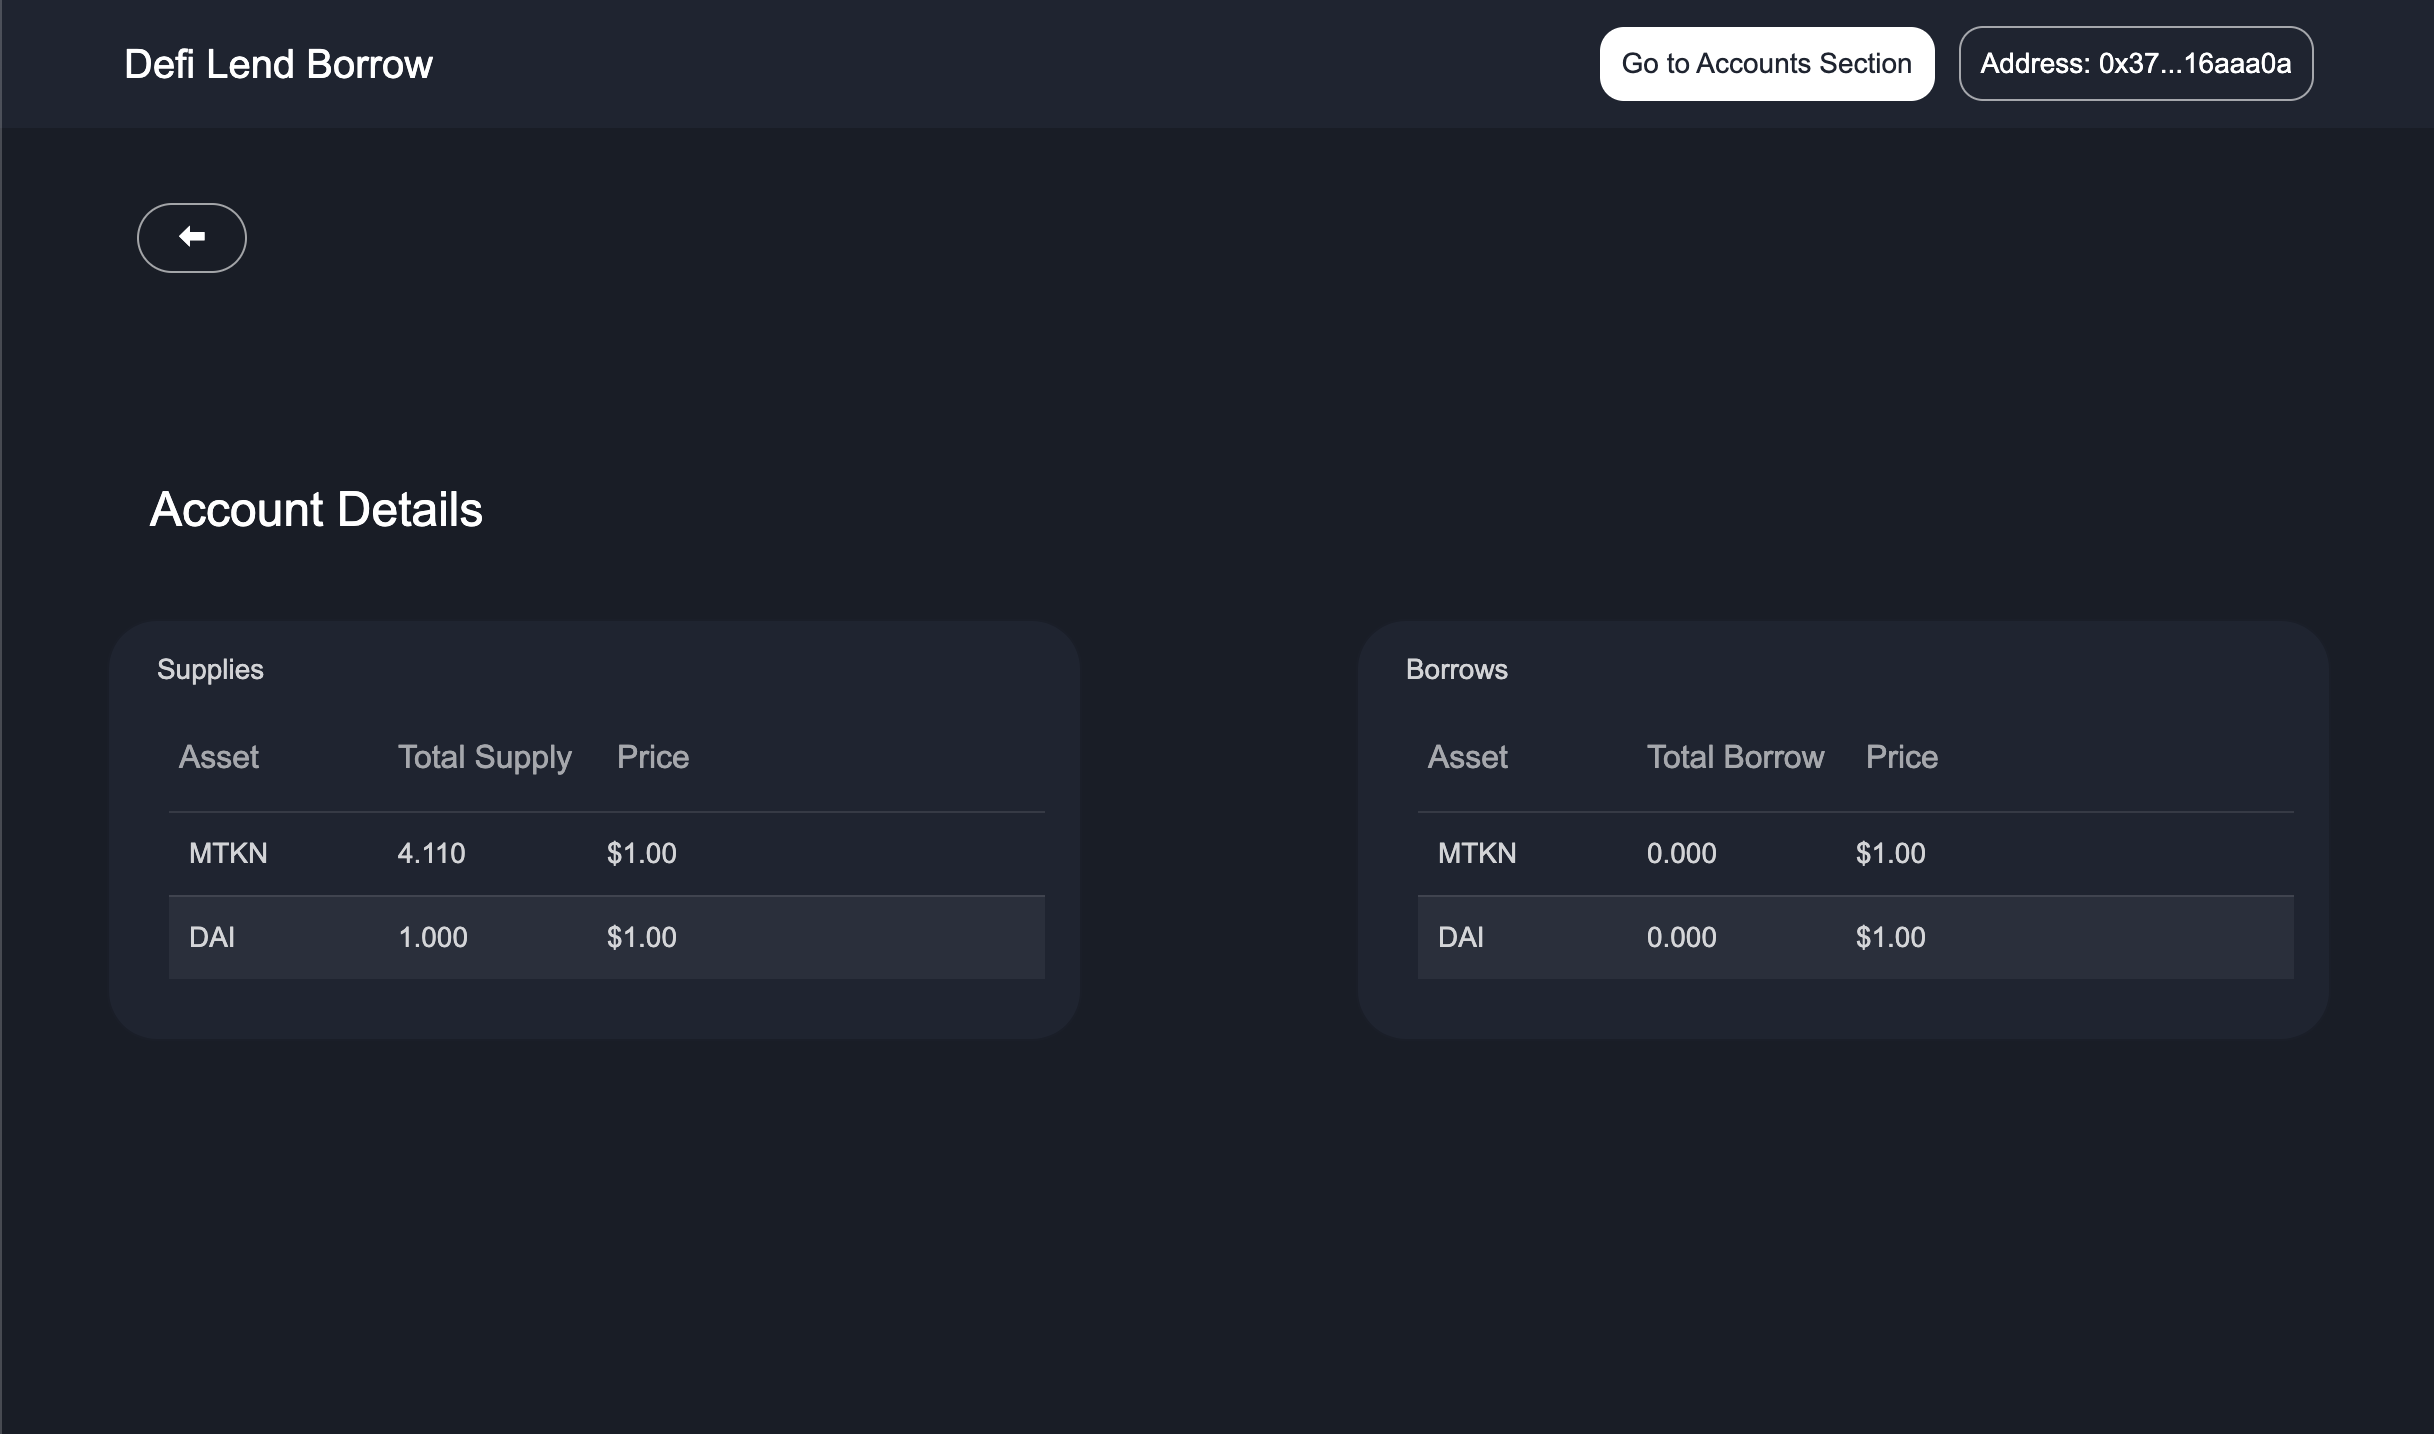 Defi Lend Borrow
Go to Accounts Section
Address: 0x37...16aaa0a
Account Details
Supplies
Asset Total Supply Price
MTKN 4.110 $1.00
DAI 1.000 $1.00
Borrows
Asset Total Borrow Price
MTKN 0.000 $1.00
DAI 0.000 $1.00